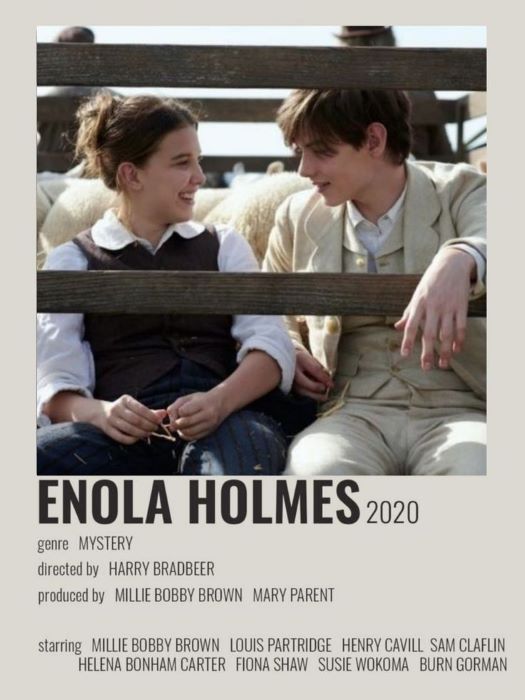 ENOLA HOLMES 2020
genre MYSTERY
directed by HARRY BRADBEER
produced by MILLIE BOBBY BROWN MARY PARENT
starring MILLIE BOBBY BROWN LOUIS PARTRIDGE HENRY CAVILL SAM CLAFLIN
HELENA BONHAM CARTER FIONA SHAW SUSIE WOKOMA BURN GORMAN